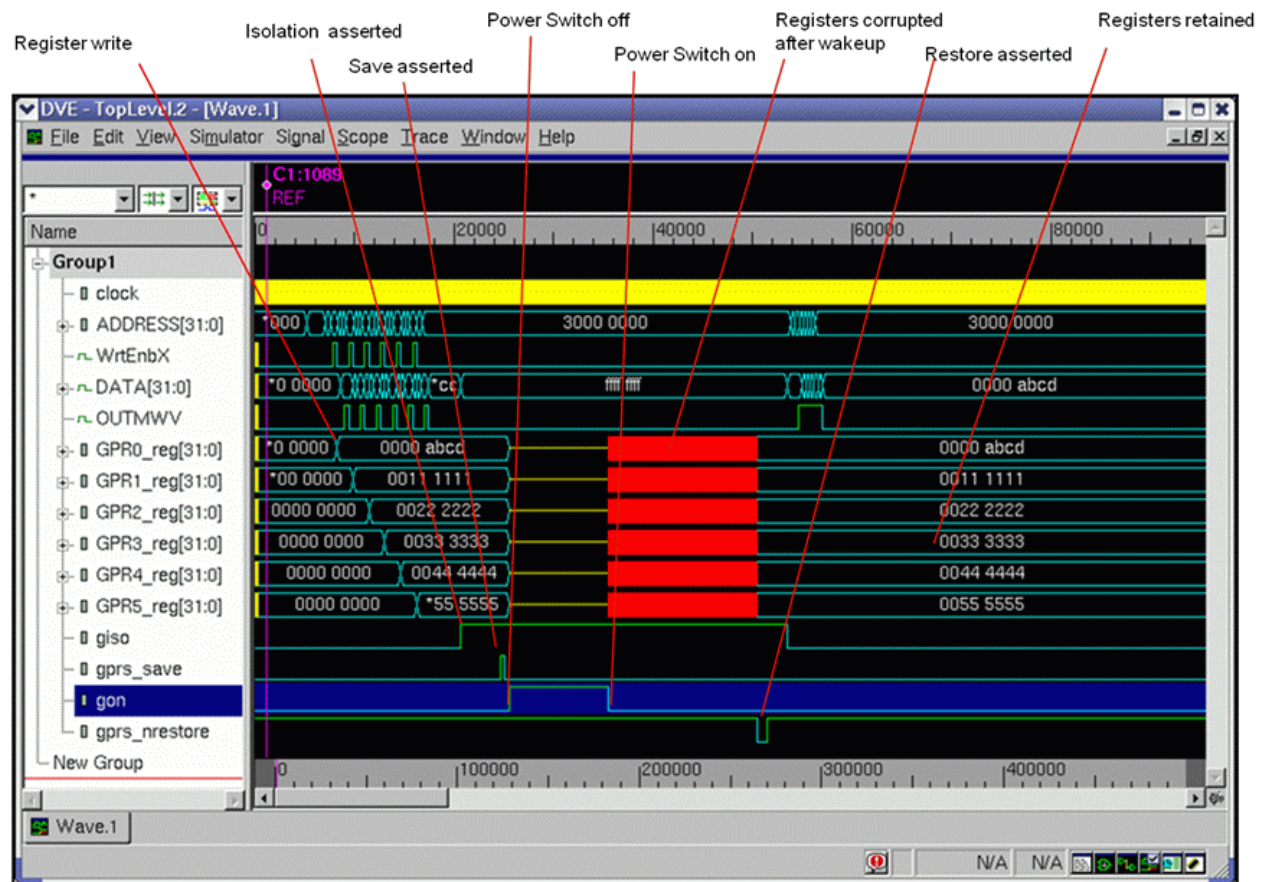 Power Switch off
Registers corrupted
after wakeup
Registers retained
Isolation asserted
Register write
Power Switch on
Restore asserted
Save asserted
DVE - TopLevel.2 - [Wave.1]
File Edit View Simulator Signal Scope Trace Window Help
C1:1089
REF
*
Name
0 20000 40000 60000 80000
Group1
clock
ADDRESS[31:0] *000 3000 0000 3000 0000
WrtEnbX
DATA[31:0] *0 0000 *cc ffff ffff 0000 abcd
OUTMWV
GPR0_reg[31:0] *0 0000 0000 abcd 0000 abcd
GPR1_reg[31:0] *00 0000 0011 1111 0011 1111
GPR2_reg[31:0] 0000 0000 0022 2222 0022 2222
GPR3_reg[31:0] 0000 0000 0033 3333 0033 3333
GPR4_reg[31:0] 0000 0000 0044 4444 0044 4444
GPR5_reg[31:0] 0000 0000 *55 5555 0055 5555
giso
gprs_save
gon
gprs_nrestore
New Group
0 100000 200000 300000 400000
Wave.1
N/A N/A